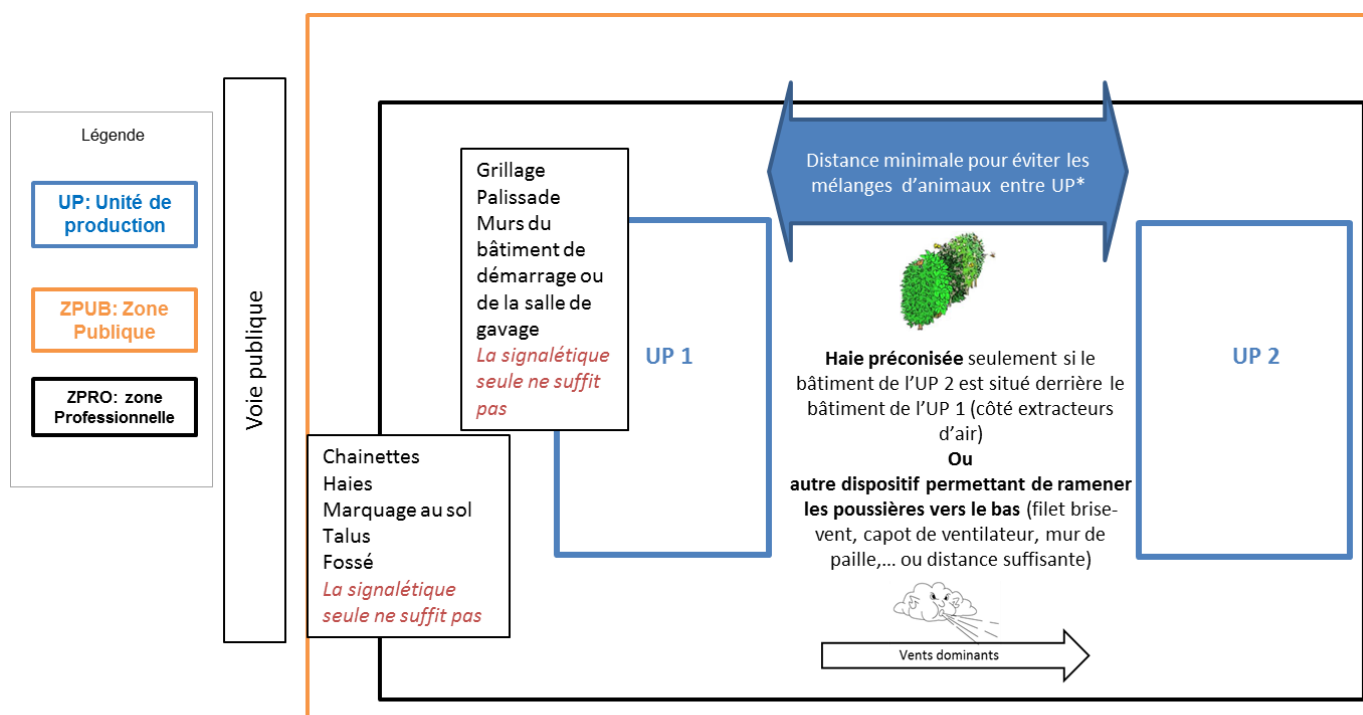 Légende
UP: Unité de
production
ZPUB: Zone
Publique
ZPRO: zone
Professionnelle
Voie publique
Grillage
Palissade
Murs du
bâtiment de
démarrage ou
de la salle de
gavage
La signalétique
seule ne suffit
pas
Chainettes
Haies
Marquage au sol
Talus
Fossé
La signalétique
seule ne suffit pas
UP 1
Distance minimale pour éviter les
mélanges d'animaux entre UP*
Haie préconisée seulement si le
bâtiment de l'UP 2 est situé derrière le
bâtiment de l'UP 1 (côté extracteurs
d'air)
Ou
autre dispositif permettant de ramener
les poussières vers le bas (filet brise-
vent, capot de ventilateur, mur de
paille,... ou distance suffisante)
Vents dominants
UP 2